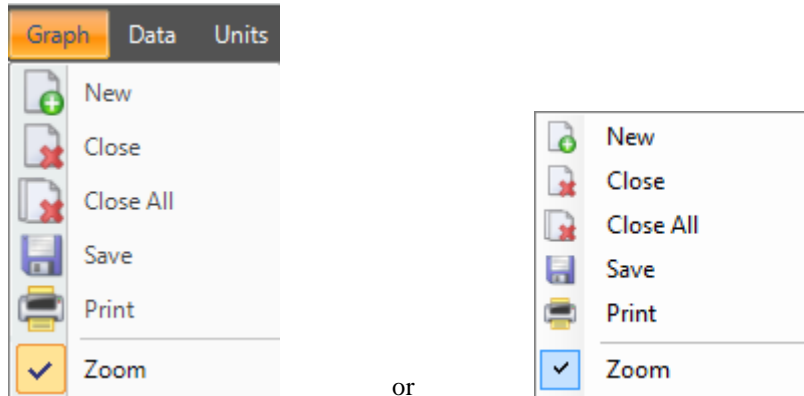 Graph Data Units
New
Close
Close All
Save
Print
Zoom
or
New
Close
Close All
Save
Print
Zoom